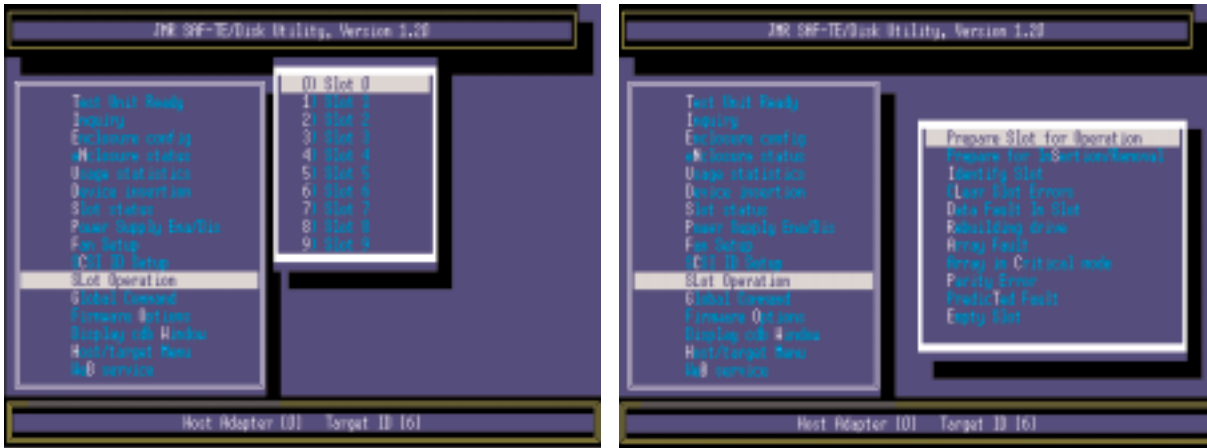 JMR SAF-TE/Disk Utility, Version 1.20
Test Unit Ready
Inquiry
Enclosure config
eNclosure status
Usage statistics
Device insertion
Slot status
Power Supply Ena/Dis
Fan Setup
SCSI ID Setup
SLot Operation
Global Command
Firmware Options
Display cdb Window
Host/target Menu
WeB service
0) Slot 0
1) Slot 1
2) Slot 2
3) Slot 3
4) Slot 4
5) Slot 5
6) Slot 6
7) Slot 7
8) Slot 8
9) Slot 9
Host Adapter [0] Target ID [6]
JMR SAF-TE/Disk Utility, Version 1.20
Test Unit Ready
Inquiry
Enclosure config
eNclosure status
Usage statistics
Device insertion
Slot status
Power Supply Ena/Dis
Fan Setup
SCSI ID Setup
SLot Operation
Global Command
Firmware Options
Display cdb Window
Host/target Menu
WeB service
Prepare Slot for Operation
Prepare for InSertion/Removal
Identify Slot
CLear Slot Errors
Data Fault In Slot
Rebuilding drive
Array Fault
Array in Critical mode
Parity Error
PredicTed Fault
Empty Slot
Host Adapter [0] Target ID [6]